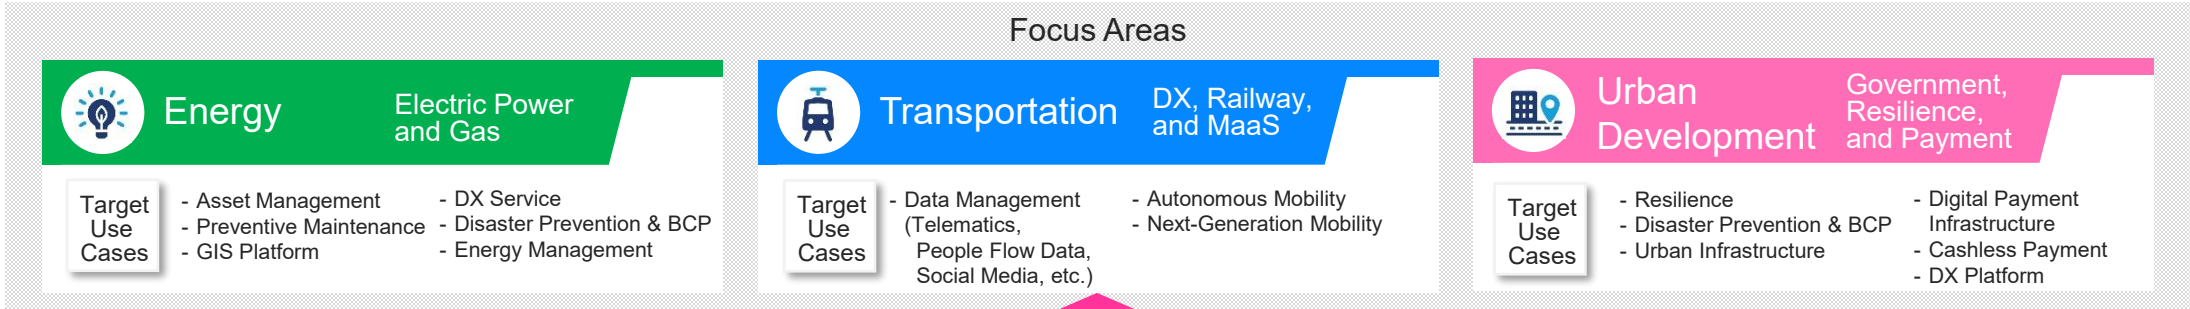 Focus Areas
Energy
Electric Power
and Gas
Target
Use
Cases
- Asset Management
- Preventive Maintenance
- GIS Platform
- DX Service
- Disaster Prevention & BCP
- Energy Management
Transportation
DX, Railway,
and MaaS
Target
Use
Cases
- Data Management
(Telematics,
People Flow Data,
Social Media, etc.)
- Autonomous Mobility
- Next-Generation Mobility
Urban
Development
Government,
Resilience,
and Payment
Target
Use
Cases
- Resilience
- Disaster Prevention & BCP
- Urban Infrastructure
- Digital Payment
Infrastructure
- Cashless Payment
- DX Platform